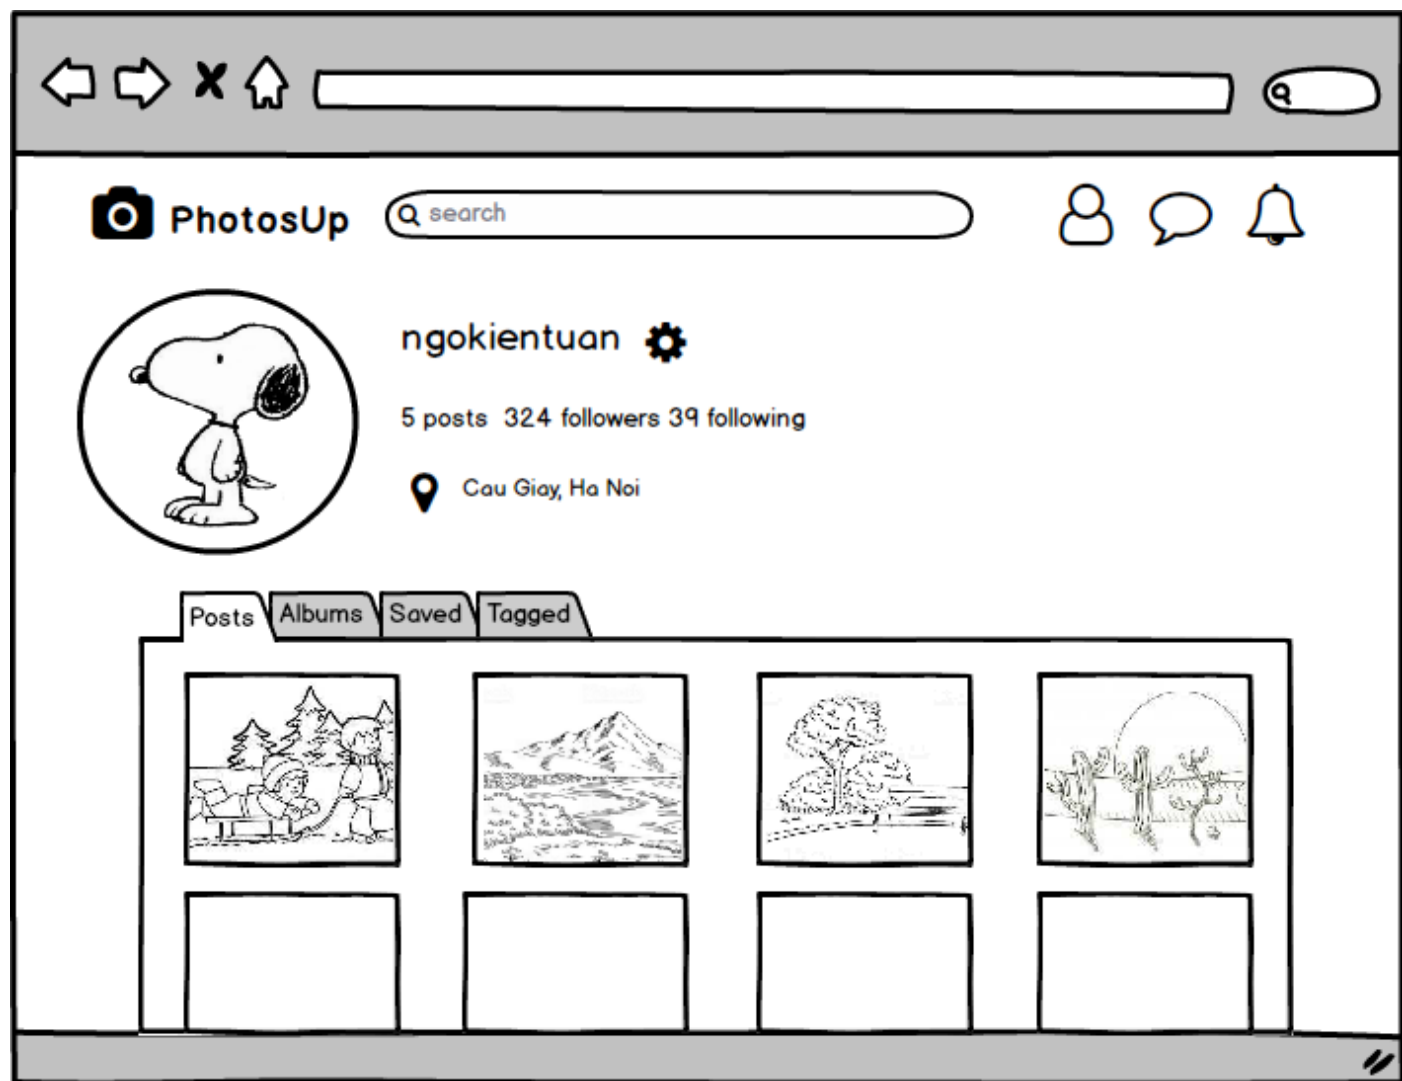 PhotosUp
search
ngokientuan
5 posts 324 followers 39 following
Cau Giay, Ha Noi
Posts
Albums
Saved
Tagged